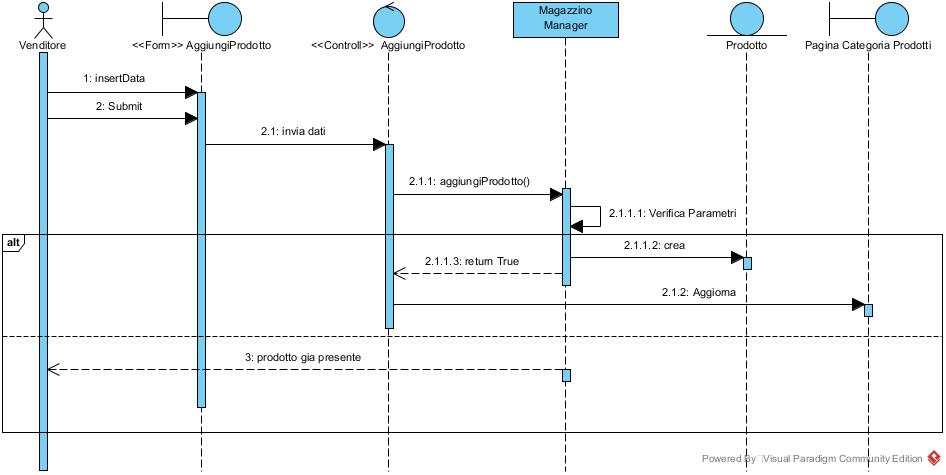 Magazzino
Manager
Venditore
<<Form>> AggiungiProdotto
<<Controll>> AggiungiProdotto
Prodotto
Pagina Categoria Prodotti
1: insertData
2: Submit
2.1: invia dati
2.1.1: aggiungiProdotto()
2.1.1.1: Verifica Parametri
alt
2.1.1.2: crea
2.1.1.3: return True
2.1.2: Aggiorna
3: prodotto gia presente
Powered By Visual Paradigm Community Edition